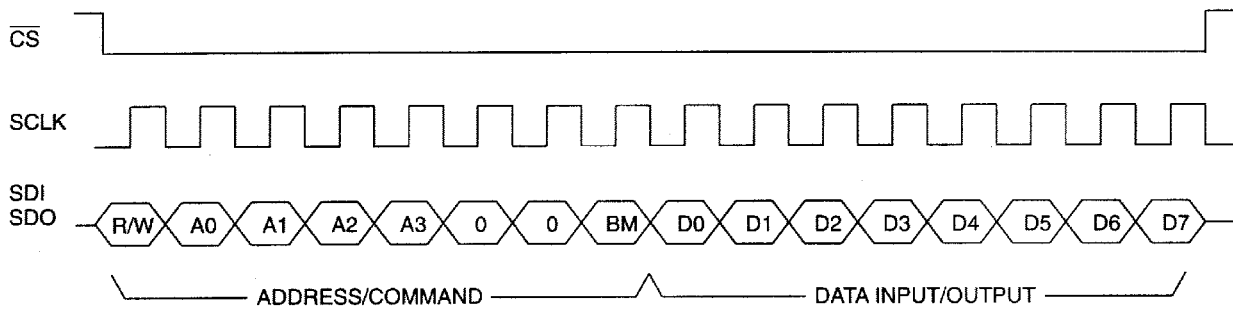 CS
SCLK
SDI
SDO
R/W A0 A1 A2 A3 0 0 BM D0 D1 D2 D3 D4 D5 D6 D7
ADDRESS/COMMAND DATA INPUT/OUTPUT